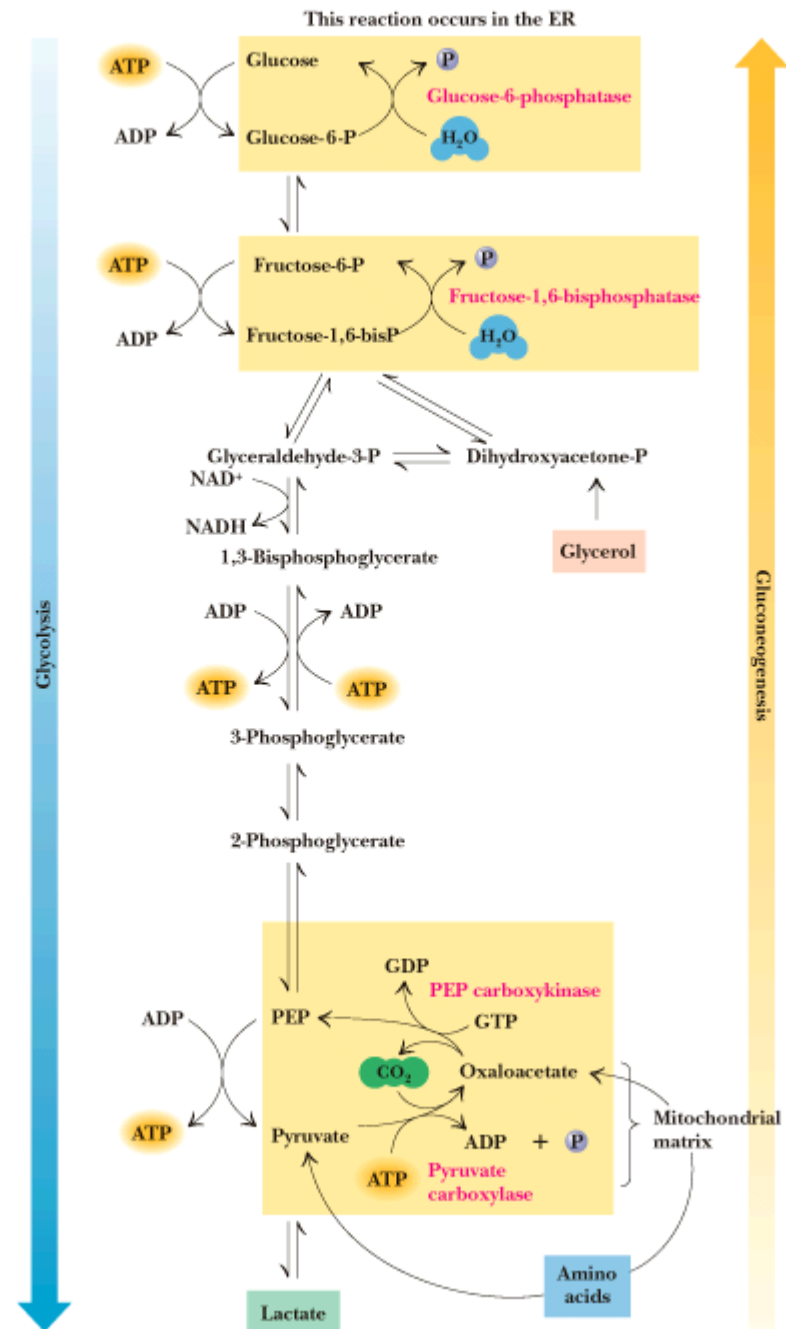 This reaction occurs in the ER
ATP
Glucose
P
Glucose-6-phosphatase
ADP
Glucose-6-P
H₂O
ATP
Fructose-6-P
P
Fructose-1,6-bisphosphatase
ADP
Fructose-1,6-bisP
H₂O
Glyceraldehyde-3-P
Dihydroxyacetone-P
NAD⁺
NADH
Glycerol
1,3-Bisphosphoglycerate
ADP
ADP
ATP
ATP
Glycolysis
Gluconeogenesis
3-Phosphoglycerate
2-Phosphoglycerate
GDP
PEP carboxykinase
ADP
PEP
GTP
CO₂
Oxaloacetate
Mitochondrial
matrix
ATP
Pyruvate
ADP + P
ATP
Pyruvate
carboxylase
Amino
acids
Lactate